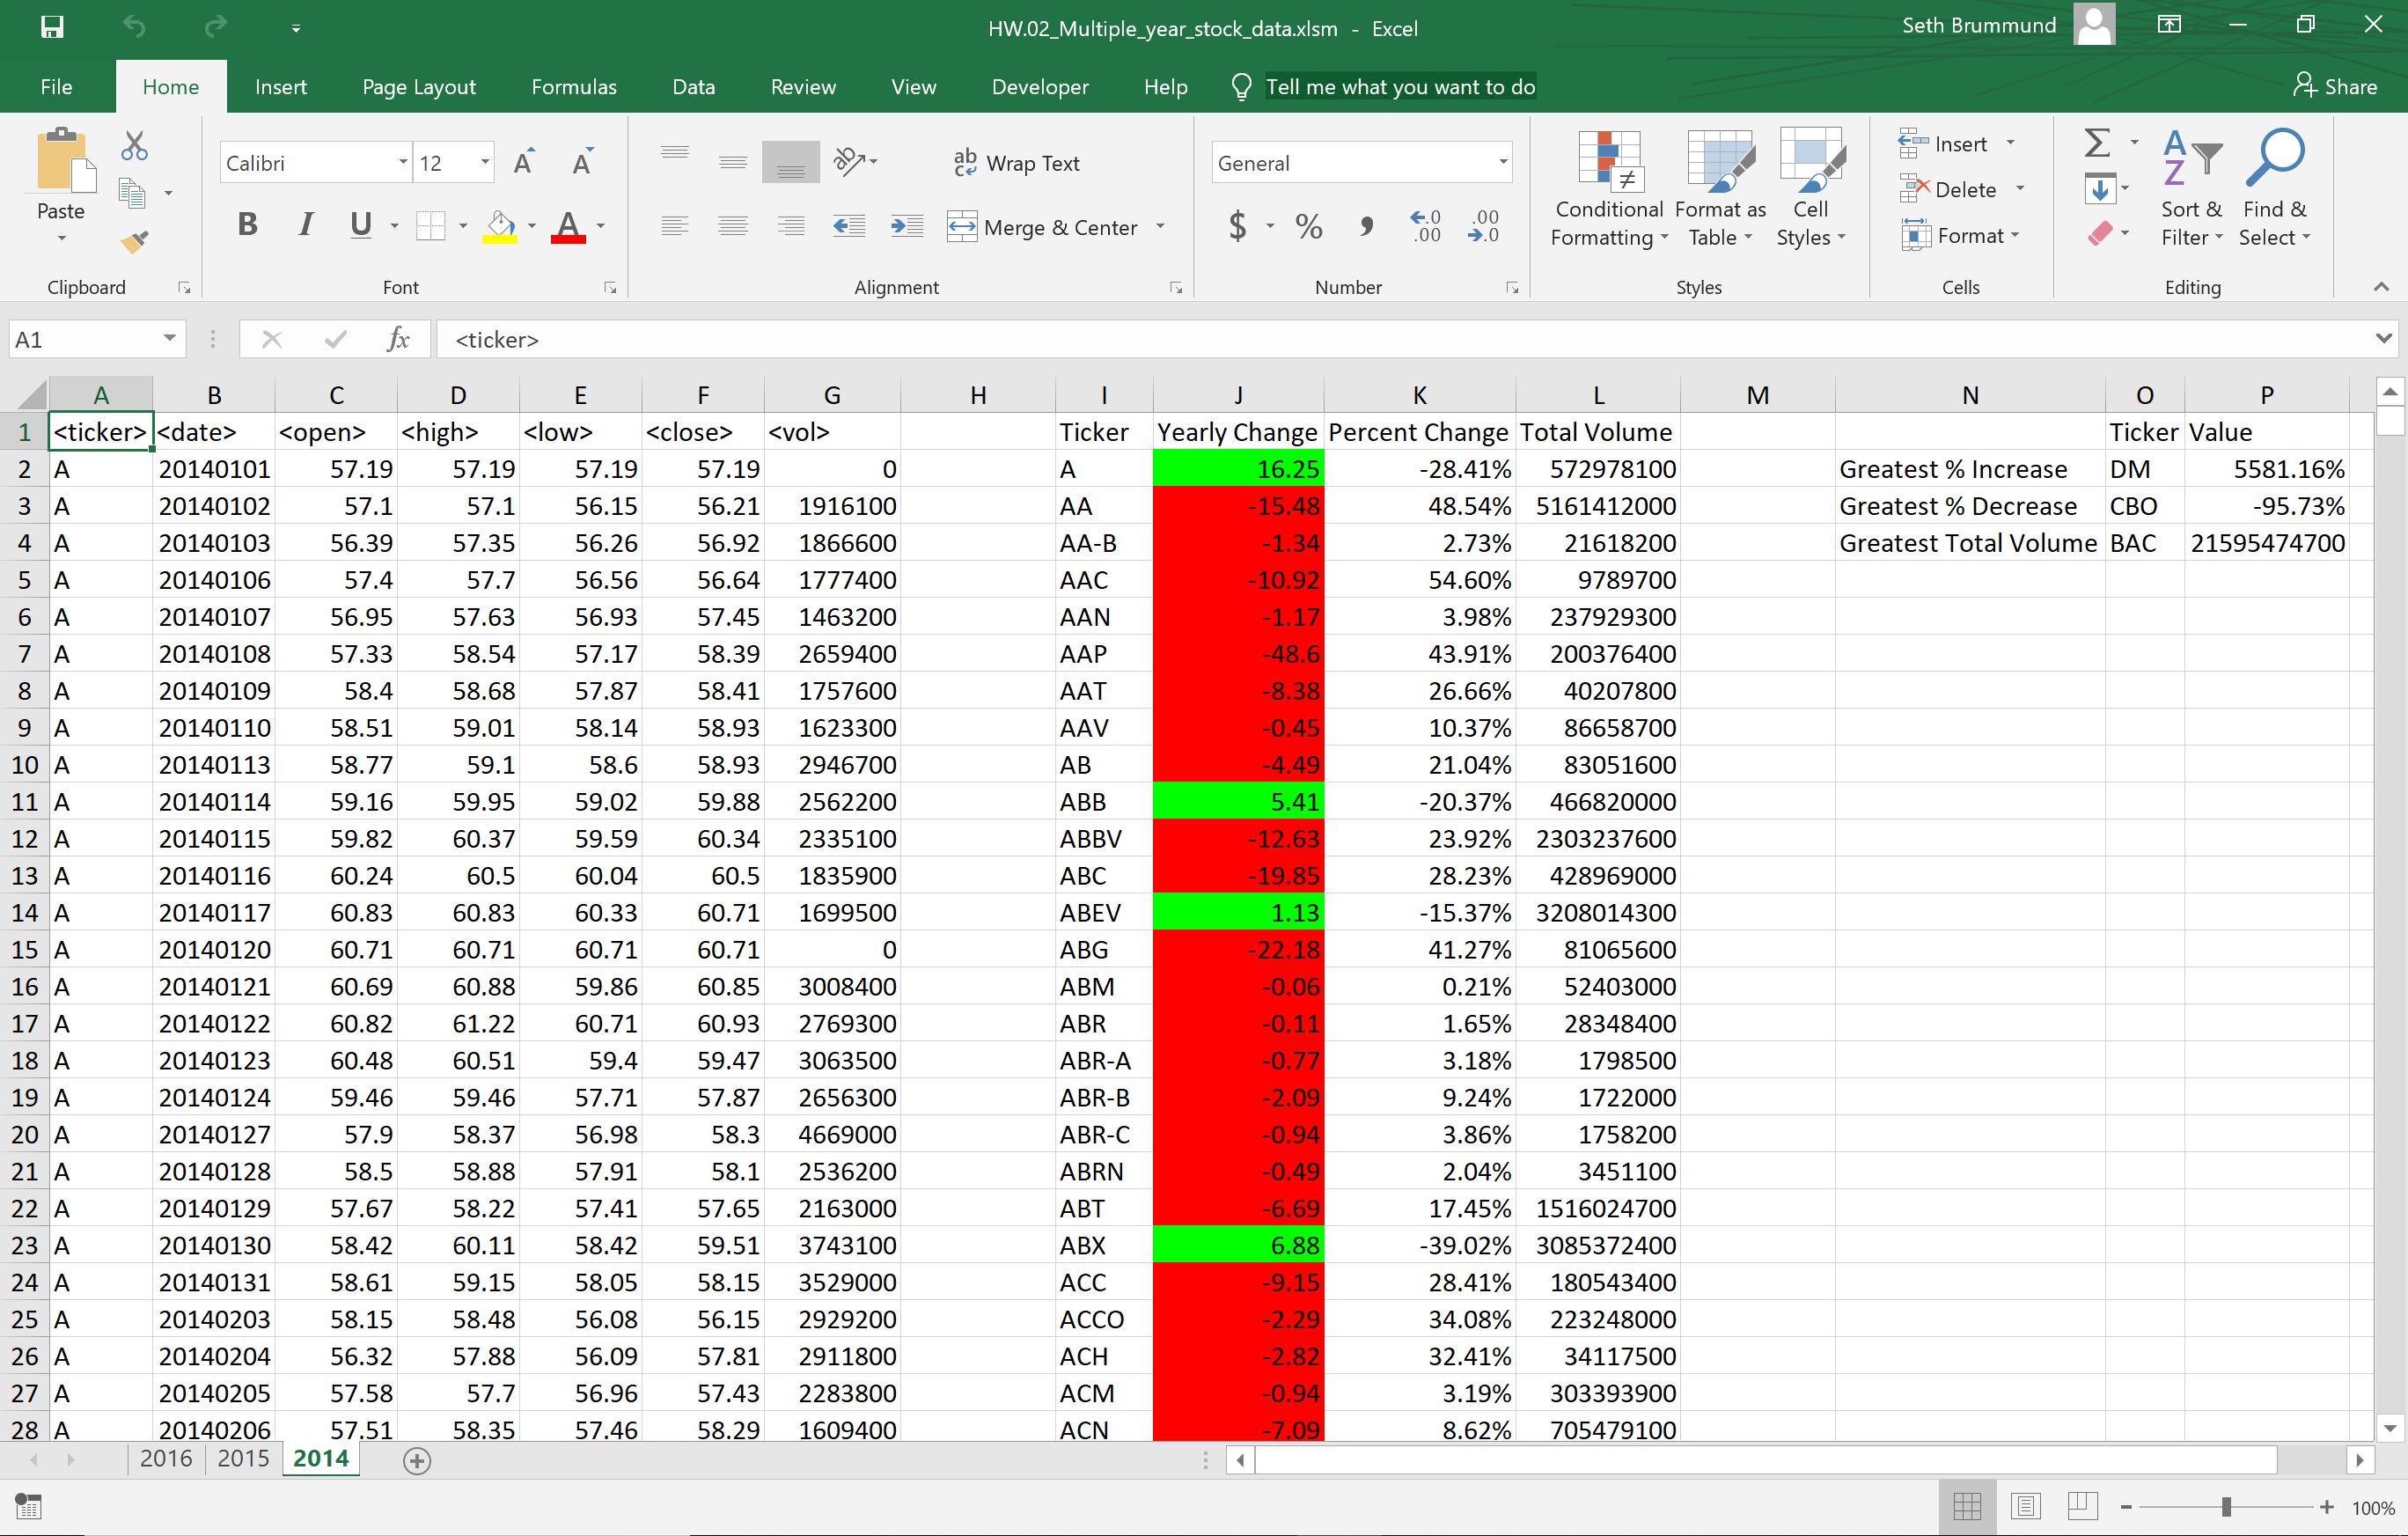 HW.02_Multiple_year_stock_data.xlsm - Excel
Seth Brummund
File Home Insert Page Layout Formulas Data Review View Developer Help Tell me what you want to do Share
Calibri 12 A A ab c Wrap Text General Insert
Paste Conditional Formatting Format as Table Cell Styles Delete Sort & Filter Find & Select
B I U A Merge & Center $ % , .0 .00 .00 .0 Format
Clipboard Font Alignment Number Styles Cells Editing
A1 fx <ticker>
A B C D E F G H I J K L M N O P
1 <ticker> <date> <open> <high> <low> <close> <vol> Ticker Yearly Change Percent Change Total Volume Ticker Value
2 A 20140101 57.19 57.19 57.19 57.19 0 A 16.25 -28.41% 572978100 Greatest % Increase DM 5581.16%
3 A 20140102 57.1 57.1 56.15 56.21 1916100 AA -15.48 48.54% 5161412000 Greatest % Decrease CBO -95.73%
4 A 20140103 56.39 57.35 56.26 56.92 1866600 AA-B -1.34 2.73% 21618200 Greatest Total Volume BAC 21595474700
5 A 20140106 57.4 57.7 56.56 56.64 1777400 AAC -10.92 54.60% 9789700
6 A 20140107 56.95 57.63 56.93 57.45 1463200 AAN -1.17 3.98% 237929300
7 A 20140108 57.33 58.54 57.17 58.39 2659400 AAP -48.6 43.91% 200376400
8 A 20140109 58.4 58.68 57.87 58.41 1757600 AAT -8.38 26.66% 40207800
9 A 20140110 58.51 59.01 58.14 58.93 1623300 AAV -0.45 10.37% 86658700
10 A 20140113 58.77 59.1 58.6 58.93 2946700 AB -4.49 21.04% 83051600
11 A 20140114 59.16 59.95 59.02 59.88 2562200 ABB 5.41 -20.37% 466820000
12 A 20140115 59.82 60.37 59.59 60.34 2335100 ABBV -12.63 23.92% 2303237600
13 A 20140116 60.24 60.5 60.04 60.5 1835900 ABC -19.85 28.23% 428969000
14 A 20140117 60.83 60.83 60.33 60.71 1699500 ABEV 1.13 -15.37% 3208014300
15 A 20140120 60.71 60.71 60.71 60.71 0 ABG -22.18 41.27% 81065600
16 A 20140121 60.69 60.88 59.86 60.85 3008400 ABM -0.06 0.21% 52403000
17 A 20140122 60.82 61.22 60.71 60.93 2769300 ABR -0.11 1.65% 28348400
18 A 20140123 60.48 60.51 59.4 59.47 3063500 ABR-A -0.77 3.18% 1798500
19 A 20140124 59.46 59.46 57.71 57.87 2656300 ABR-B -2.09 9.24% 1722000
20 A 20140127 57.9 58.37 56.98 58.3 4669000 ABR-C -0.94 3.86% 1758200
21 A 20140128 58.5 58.88 57.91 58.1 2536200 ABRN -0.49 2.04% 3451100
22 A 20140129 57.67 58.22 57.41 57.65 2163000 ABT -6.69 17.45% 1516024700
23 A 20140130 58.42 60.11 58.42 59.51 3743100 ABX 6.88 -39.02% 3085372400
24 A 20140131 58.61 59.15 58.05 58.15 3529000 ACC -9.15 28.41% 180543400
25 A 20140203 58.15 58.48 56.08 56.15 2929200 ACCO -2.29 34.08% 223248000
26 A 20140204 56.32 57.88 56.09 57.81 2911800 ACH -2.82 32.41% 34117500
27 A 20140205 57.58 57.7 56.96 57.43 2283800 ACM -0.94 3.19% 303393900
28 A 20140206 57.51 58.35 57.46 58.29 1609400 ACN -7.09 8.62% 705479100
2016 2015 2014
100%